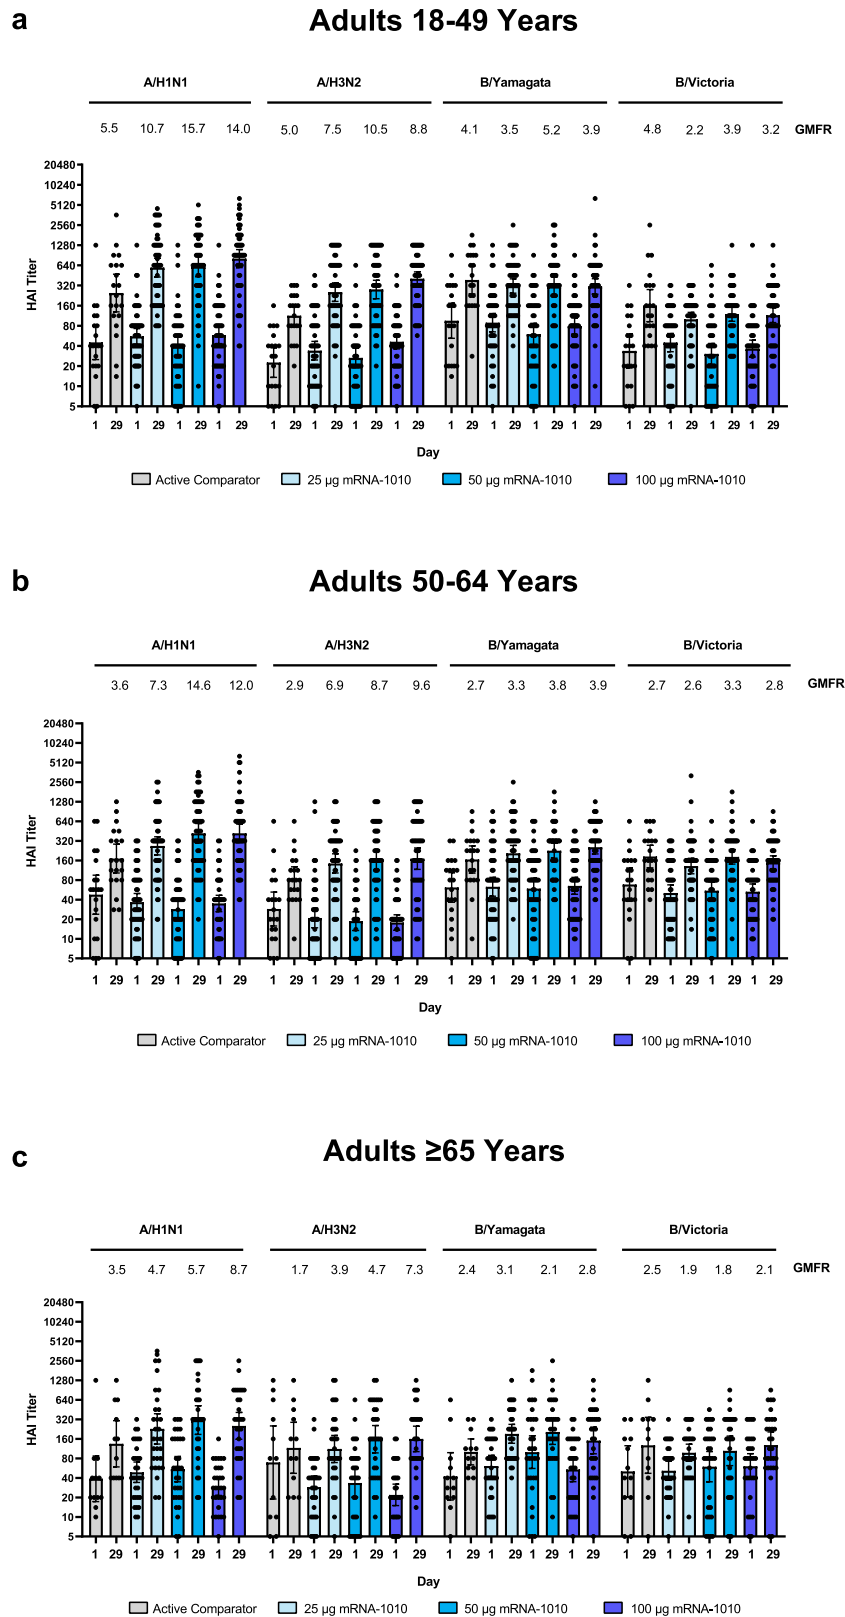 a
Adults 18-49 Years
A/H1N1 A/H3N2 B/Yamagata B/Victoria
5.5 10.7 15.7 14.0 5.0 7.5 10.5 8.8 4.1 3.5 5.2 3.9 4.8 2.2 3.9 3.2 GMFR
20480
10240
5120
2560
1280
640
320
160
80
40
20
10
5
HAI Titer
1 29 1 29 1 29 1 29 1 29 1 29 1 29 1 29 1 29 1 29 1 29 1 29 1 29 1 29 1 29 1 29
Day
Active Comparator 25 µg mRNA-1010 50 µg mRNA-1010 100 µg mRNA-1010
b
Adults 50-64 Years
A/H1N1 A/H3N2 B/Yamagata B/Victoria
3.6 7.3 14.6 12.0 2.9 6.9 8.7 9.6 2.7 3.3 3.8 3.9 2.7 2.6 3.3 2.8 GMFR
20480
10240
5120
2560
1280
640
320
160
80
40
20
10
5
HAI Titer
1 29 1 29 1 29 1 29 1 29 1 29 1 29 1 29 1 29 1 29 1 29 1 29 1 29 1 29 1 29 1 29
Day
Active Comparator 25 µg mRNA-1010 50 µg mRNA-1010 100 µg mRNA-1010
c
Adults ≥65 Years
A/H1N1 A/H3N2 B/Yamagata B/Victoria
3.5 4.7 5.7 8.7 1.7 3.9 4.7 7.3 2.4 3.1 2.1 2.8 2.5 1.9 1.8 2.1 GMFR
20480
10240
5120
2560
1280
640
320
160
80
40
20
10
5
HAI Titer
1 29 1 29 1 29 1 29 1 29 1 29 1 29 1 29 1 29 1 29 1 29 1 29 1 29 1 29 1 29 1 29
Day
Active Comparator 25 µg mRNA-1010 50 µg mRNA-1010 100 µg mRNA-1010